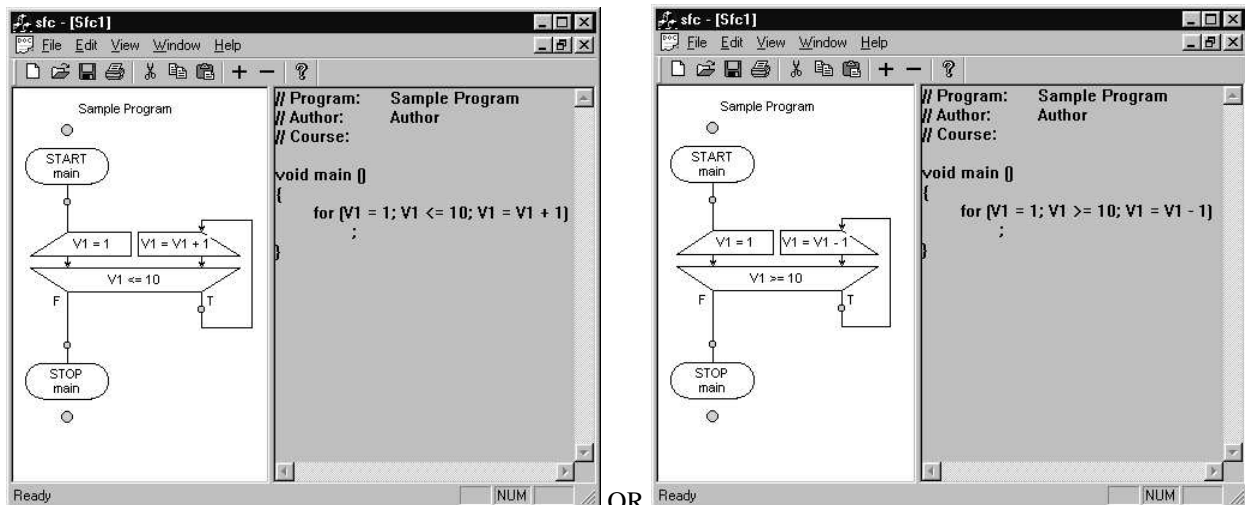 sfc - [Sfc1]
File Edit View Window Help
Sample Program
START
main
V1 = 1
V1 = V1 + 1
V1 <= 10
F
T
STOP
main
// Program: Sample Program
// Author: Author
// Course:
void main ()
{
for (V1 = 1; V1 <= 10; V1 = V1 + 1)
;
}
Ready
NUM
OR
sfc - [Sfc1]
File Edit View Window Help
Sample Program
START
main
V1 = 1
V1 = V1 - 1
V1 >= 10
F
T
STOP
main
// Program: Sample Program
// Author: Author
// Course:
void main ()
{
for (V1 = 1; V1 >= 10; V1 = V1 - 1)
;
}
Ready
NUM